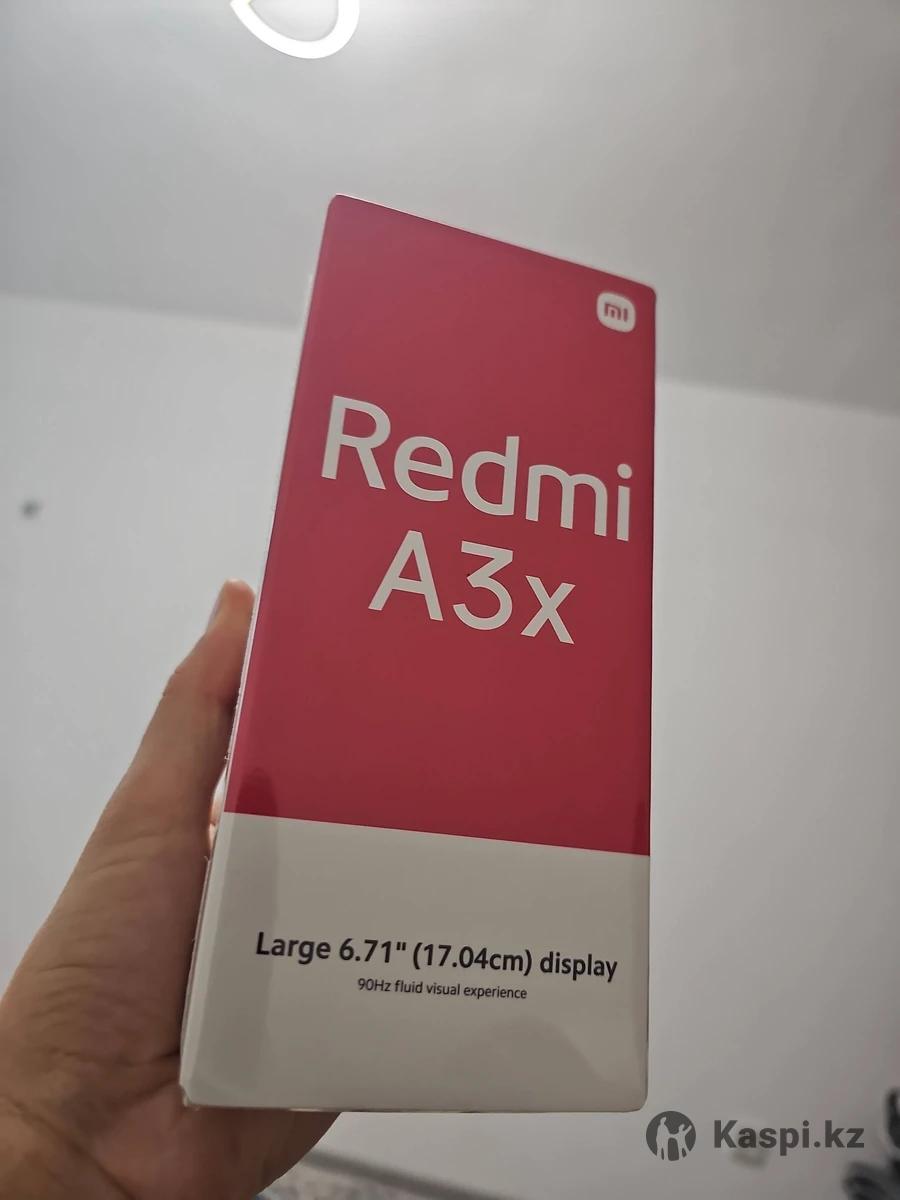 mi
Redmi
A3x
Large 6.71" (17.04cm) display
90Hz fluid visual experience
Kaspi.kz